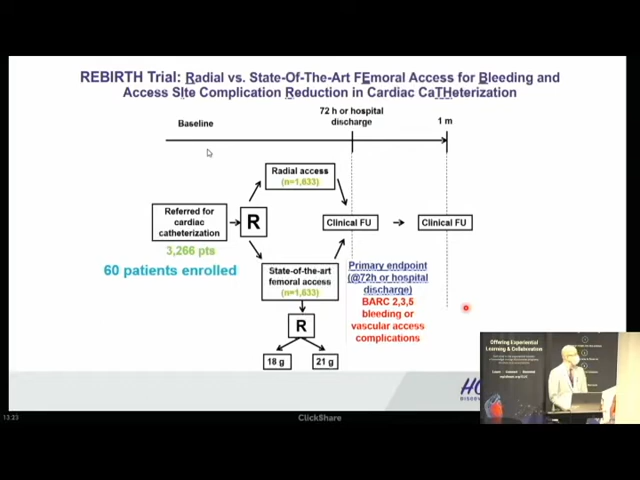 REBIRTH Trial: Radial vs. State-Of-The-Art FEmoral Access for Bleeding and
Access SIte Complication Reduction in Cardiac CaTHeterization
Baseline
72 h or hospital
discharge
1 m
Radial access
(n=1,633)
Referred for
cardiac
catheterization
R
Clinical FU
Clinical FU
3,266 pts
60 patients enrolled
State-of-the-art
femoral access
(n=1,633)
Primary endpoint
(@72h or hospital
discharge)
BARC 2,3,5
bleeding or
vascular access
complications
R
18 g
21 g
Offering Experiential
Learning & Collaboration
13:23
ClickShare